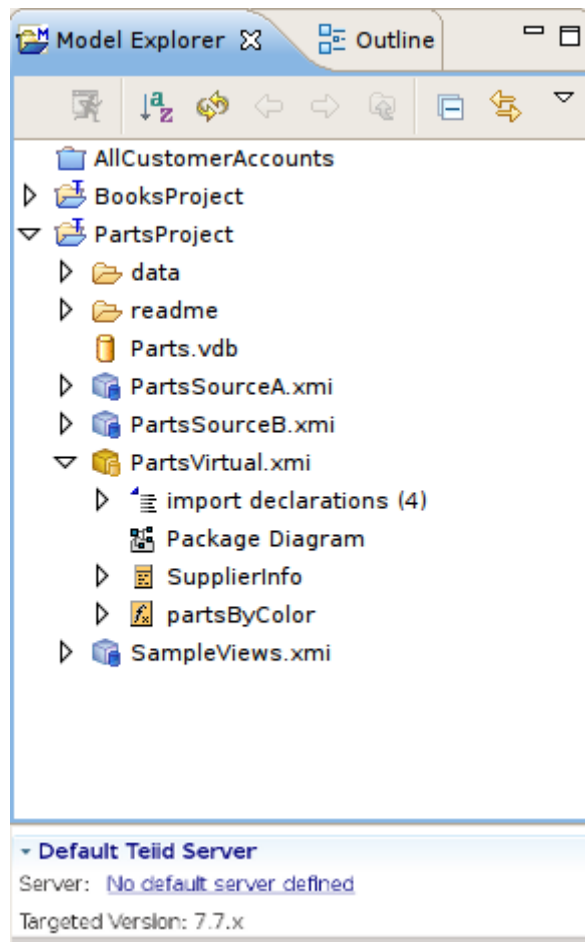 Model Explorer Outline
AllCustomerAccounts
BooksProject
PartsProject
data
readme
Parts.vdb
PartsSourceA.xmi
PartsSourceB.xmi
PartsVirtual.xmi
import declarations (4)
Package Diagram
SupplierInfo
partsByColor
SampleViews.xmi
Default Teiid Server
Server: No default server defined
Targeted Version: 7.7.x